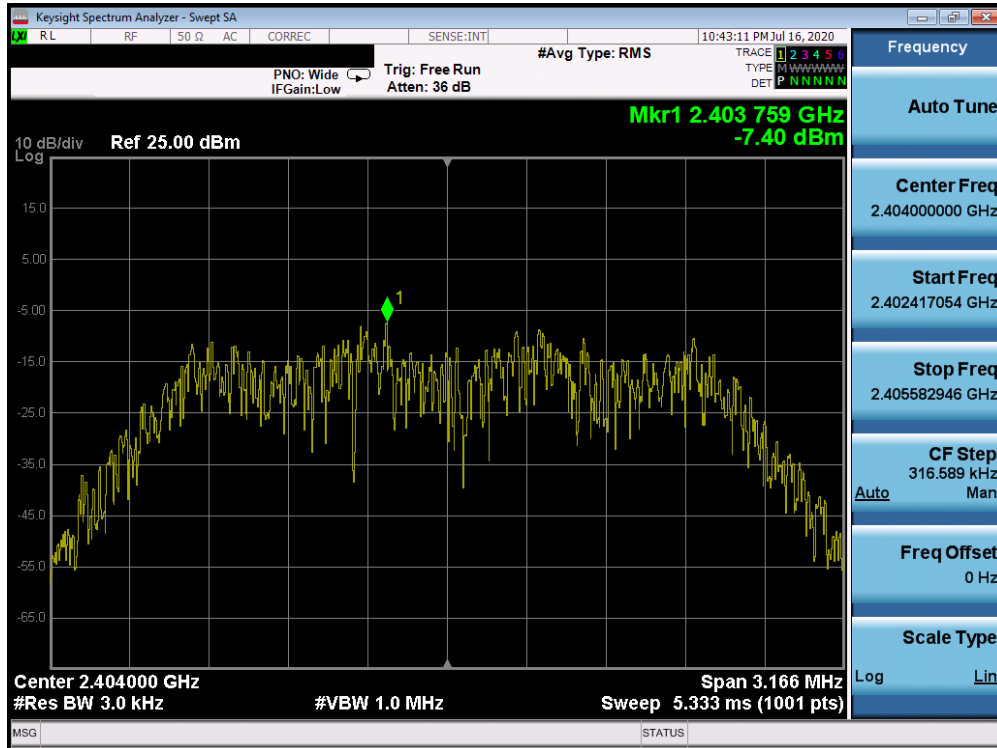 Keysight Spectrum Analyzer - Swept SA
LXI RL RF 50 Ω AC CORREC SENSE:INT 10:43:11 PM Jul 16, 2020
#Avg Type: RMS
PNO: Wide
IFGain:Low
Trig: Free Run
Atten: 36 dB
TRACE 1 2 3 4 5 6
TYPE M W W W W W
DET P N N N N N
Mkr1 2.403 759 GHz
-7.40 dBm
10 dB/div Ref 25.00 dBm
Log
15.0
5.00
-5.00
-15.0
-25.0
-35.0
-45.0
-55.0
-65.0
1
Center 2.404000 GHz Span 3.166 MHz
#Res BW 3.0 kHz #VBW 1.0 MHz Sweep 5.333 ms (1001 pts)
MSG STATUS
Frequency
Auto Tune
Center Freq
2.404000000 GHz
Start Freq
2.402417054 GHz
Stop Freq
2.405582946 GHz
CF Step
316.589 kHz
Auto Man
Freq Offset
0 Hz
Scale Type
Log Lin